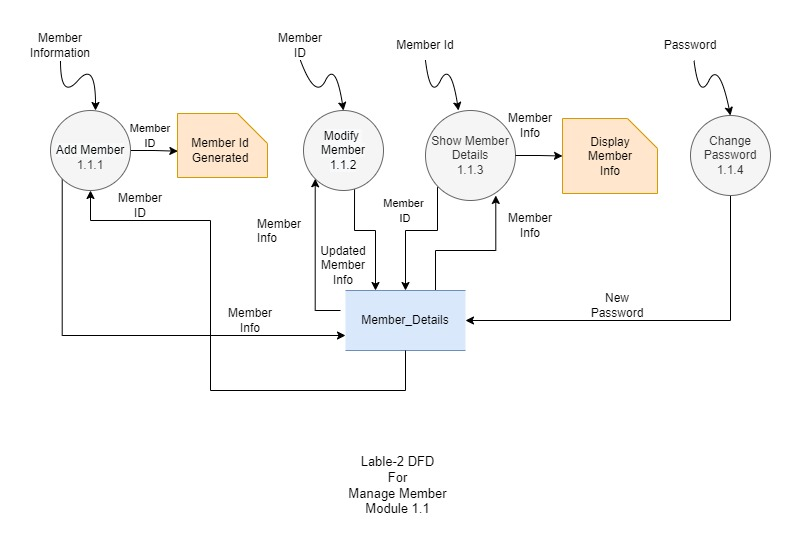 Member
Information
Member
ID
Member Id
Password
Add Member
1.1.1
Member
ID
Member Id
Generated
Modify
Member
1.1.2
Show Member
Details
1.1.3
Member
Info
Display
Member
Info
Change
Password
1.1.4
Member
ID
Member
Info
Updated
Member
Info
Member
ID
Member
Info
Member
Info
Member_Details
New
Password
Lable-2 DFD
For
Manage Member
Module 1.1